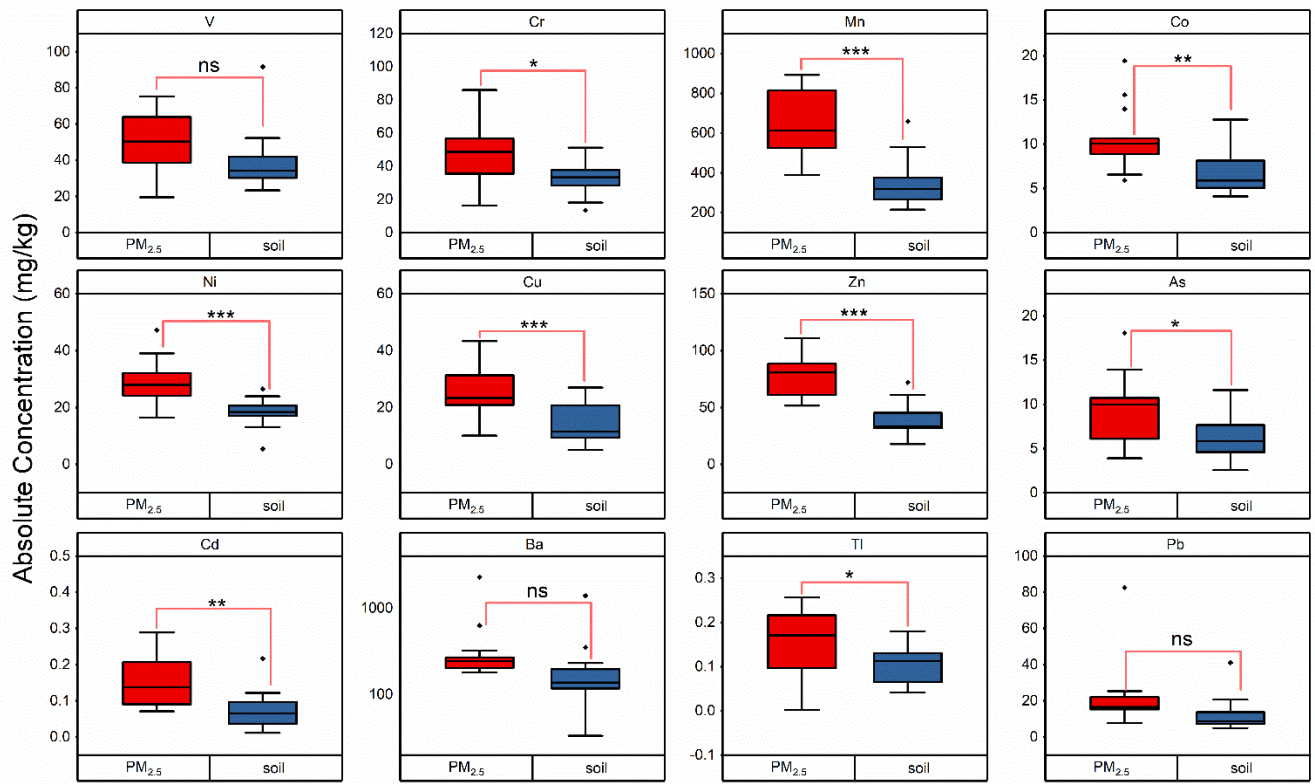 Absolute Concentration (mg/kg)
V
100
80
60
40
20
0
ns
PM2.5
soil
Cr
120
100
80
60
40
20
0
*
PM2.5
soil
Mn
1000
800
600
400
200
***
PM2.5
soil
Co
20
15
10
5
0
**
PM2.5
soil
Ni
60
40
20
0
***
PM2.5
soil
Cu
60
40
20
0
***
PM2.5
soil
Zn
150
100
50
0
***
PM2.5
soil
As
20
15
10
5
0
*
PM2.5
soil
Cd
0.5
0.4
0.3
0.2
0.1
0.0
**
PM2.5
soil
Ba
1000
100
ns
PM2.5
soil
Tl
0.3
0.2
0.1
0.0
-0.1
*
PM2.5
soil
Pb
100
80
60
40
20
0
ns
PM2.5
soil